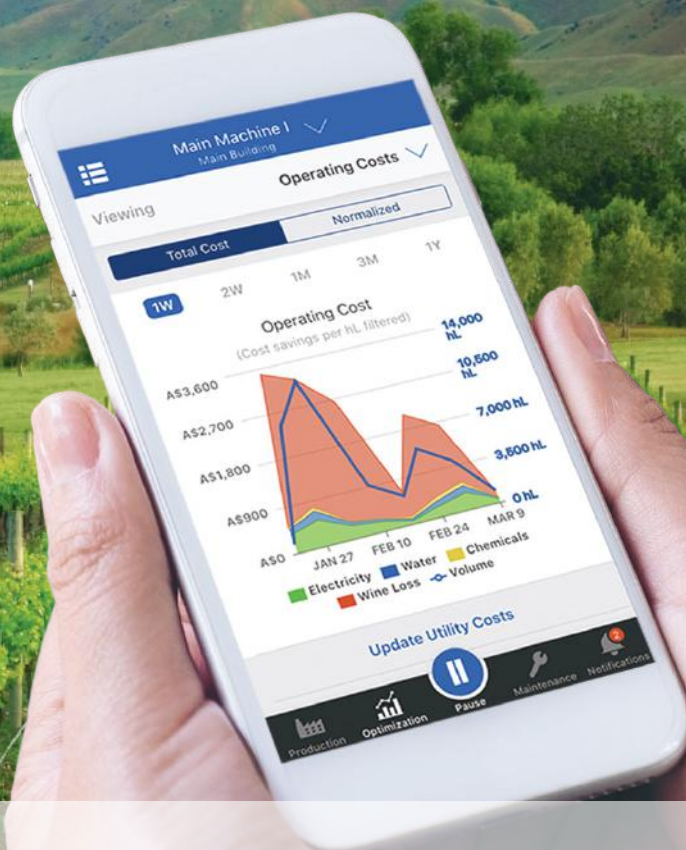 Main Machine I
Main Building
Viewing
Operating Costs
Total Cost
Normalized
1W
2W
1M
3M
1Y
Operating Cost
(Cost savings per hL filtered)
A$3,600
A$2,700
A$1,800
A$900
A$0
14,000 hL
10,500 hL
7,000 hL
3,500 hL
0 hL
JAN 27
FEB 10
FEB 24
MAR 9
Electricity
Water
Chemicals
Wine Loss
Volume
Update Utility Costs
Production
Optimization
Pause
Maintenance
2
Notifications